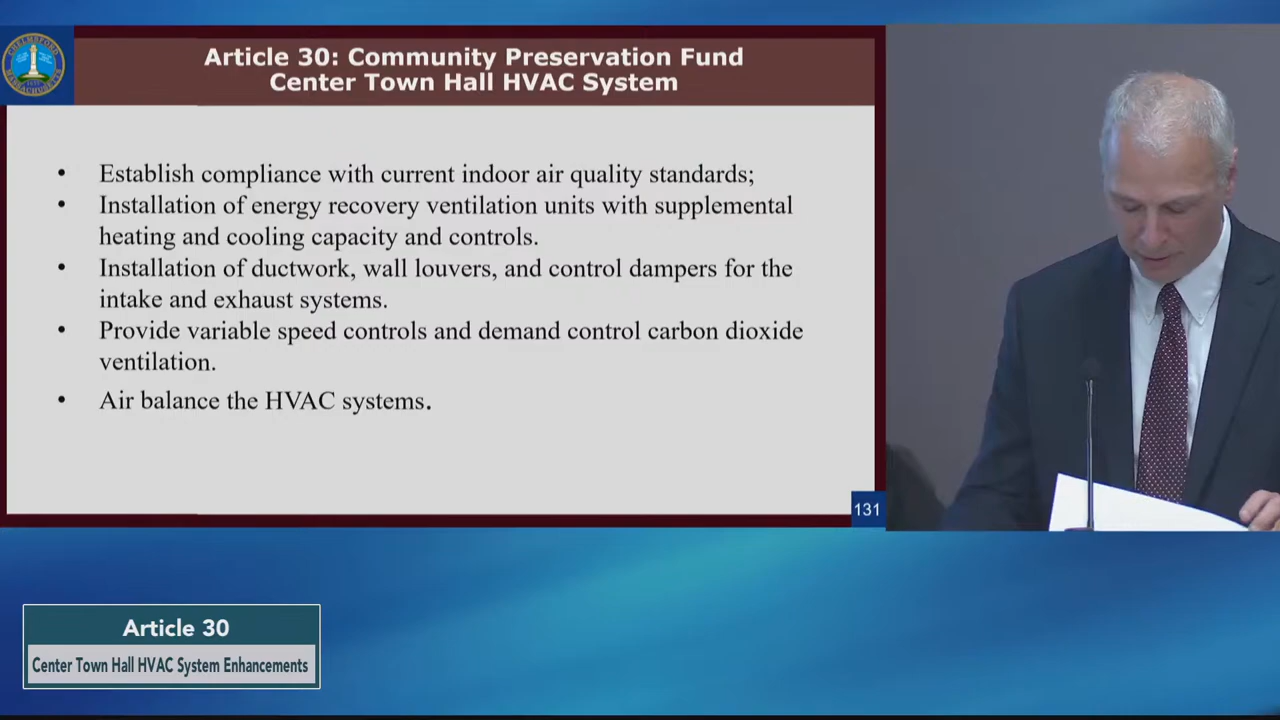 Article 30: Community Preservation Fund
Center Town Hall HVAC System
CHELMSFORD
MASSACHUSETTS
• Establish compliance with current indoor air quality standards;
• Installation of energy recovery ventilation units with supplemental
heating and cooling capacity and controls.
• Installation of ductwork, wall louvers, and control dampers for the
intake and exhaust systems.
• Provide variable speed controls and demand control carbon dioxide
ventilation.
• Air balance the HVAC systems.
131
Article 30
Center Town Hall HVAC System Enhancements